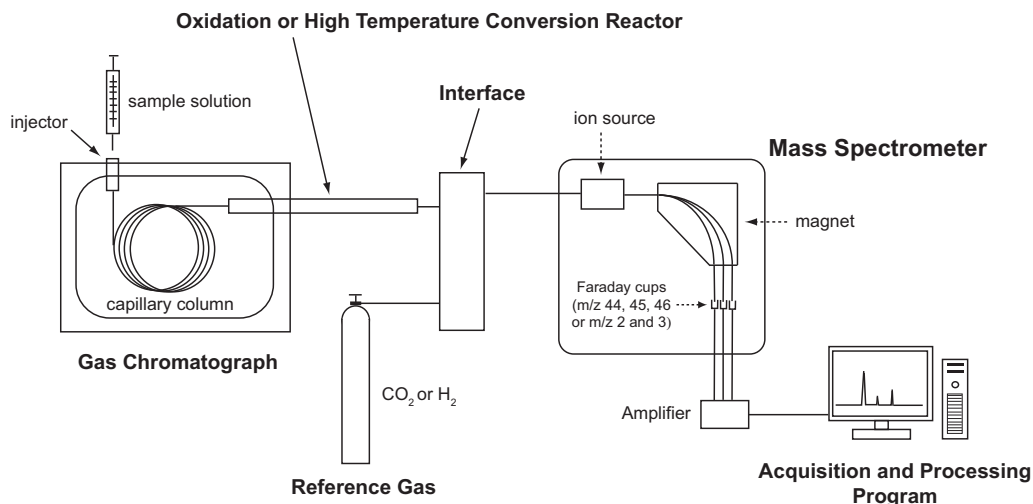 Oxidation or High Temperature Conversion Reactor
sample solution
injector
Interface
ion source
Mass Spectrometer
magnet
capillary column
Faraday cups
(m/z 44, 45, 46
or m/z 2 and 3)
Gas Chromatograph
CO2 or H2
Amplifier
Reference Gas
Acquisition and Processing
Program